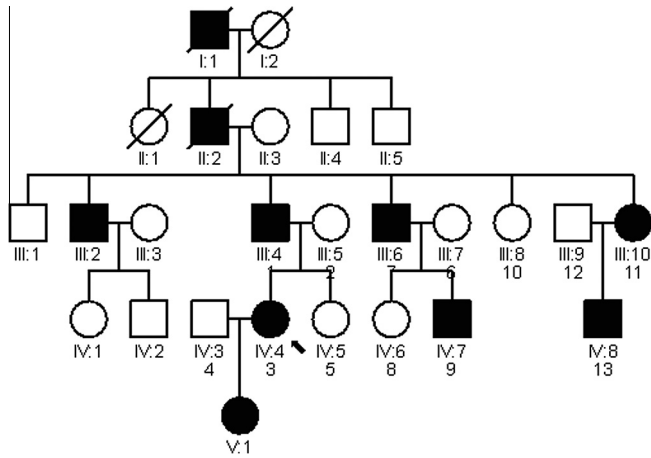 I:1 I:2
II:1 II:2 II:3 II:4 II:5
III:1 III:2 III:3 III:4 III:5 III:6 III:7 III:8 III:9 III:10
1 2 7 6 10 12 11
IV:1 IV:2 IV:3 IV:4 IV:5 IV:6 IV:7 IV:8
4 3 5 8 9 13
V:1